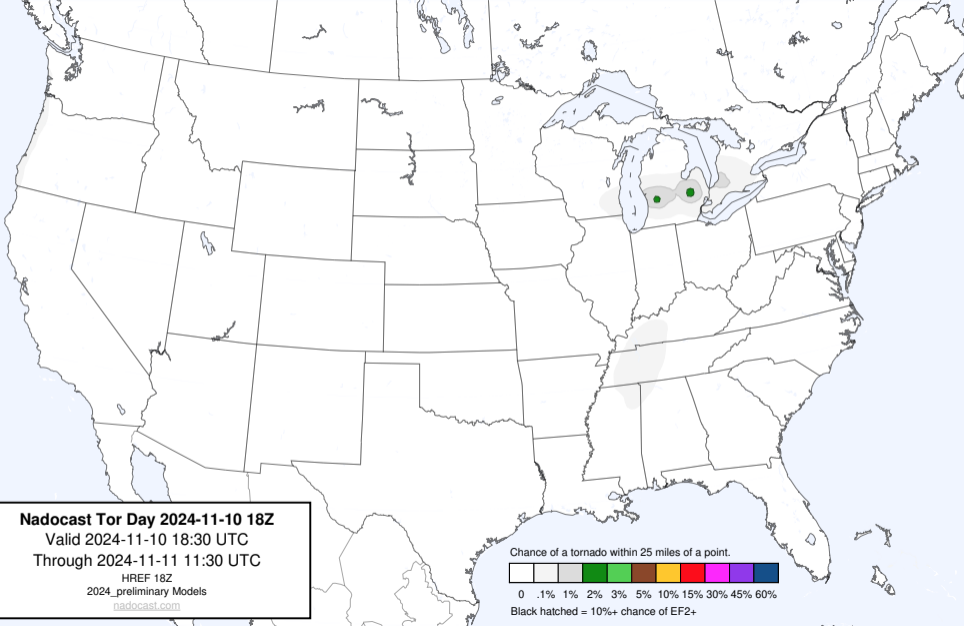 Nadocast Tor Day 2024-11-10 18Z
Valid 2024-11-10 18:30 UTC
Through 2024-11-11 11:30 UTC
HREF 18Z
2024_preliminary Models
nadocast.com
Chance of a tornado within 25 miles of a point.
0 .1% 1% 2% 3% 5% 10% 15% 30% 45% 60%
Black hatched = 10%+ chance of EF2+